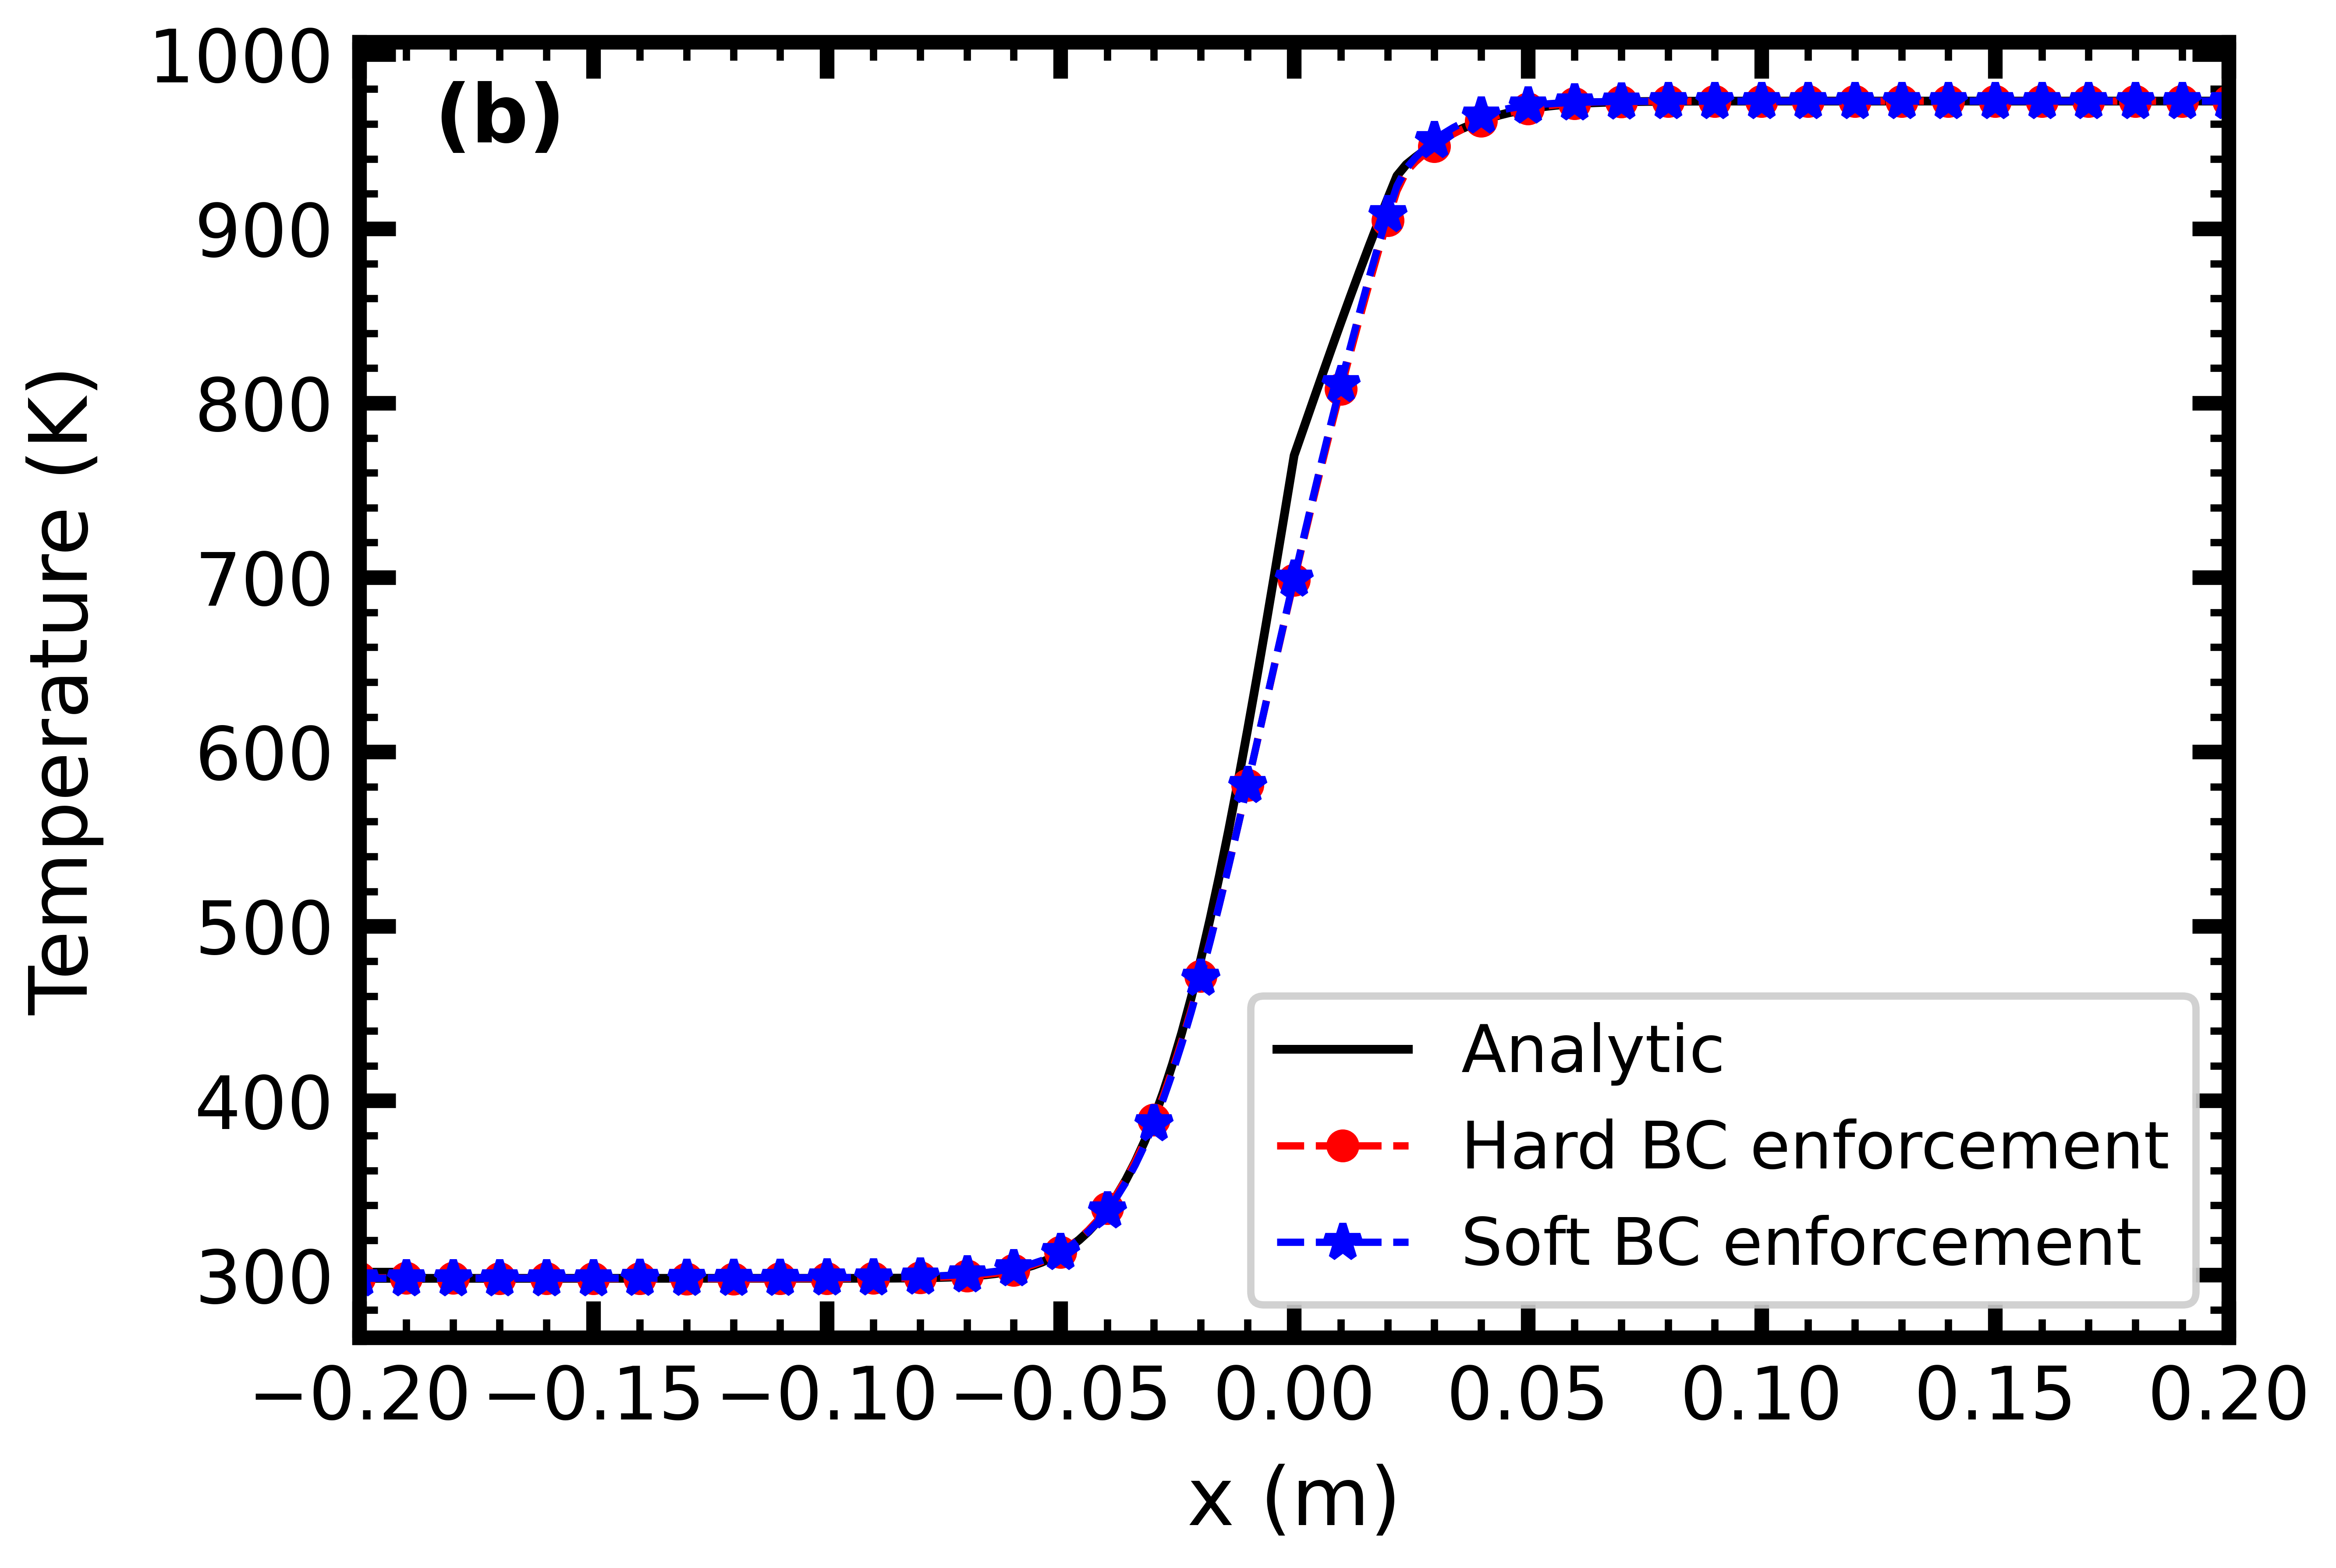 (b)
1000
900
800
700
600
500
400
300
Temperature (K)
Analytic
Hard BC enforcement
Soft BC enforcement
−0.20 −0.15 −0.10 −0.05 0.00 0.05 0.10 0.15 0.20
x (m)